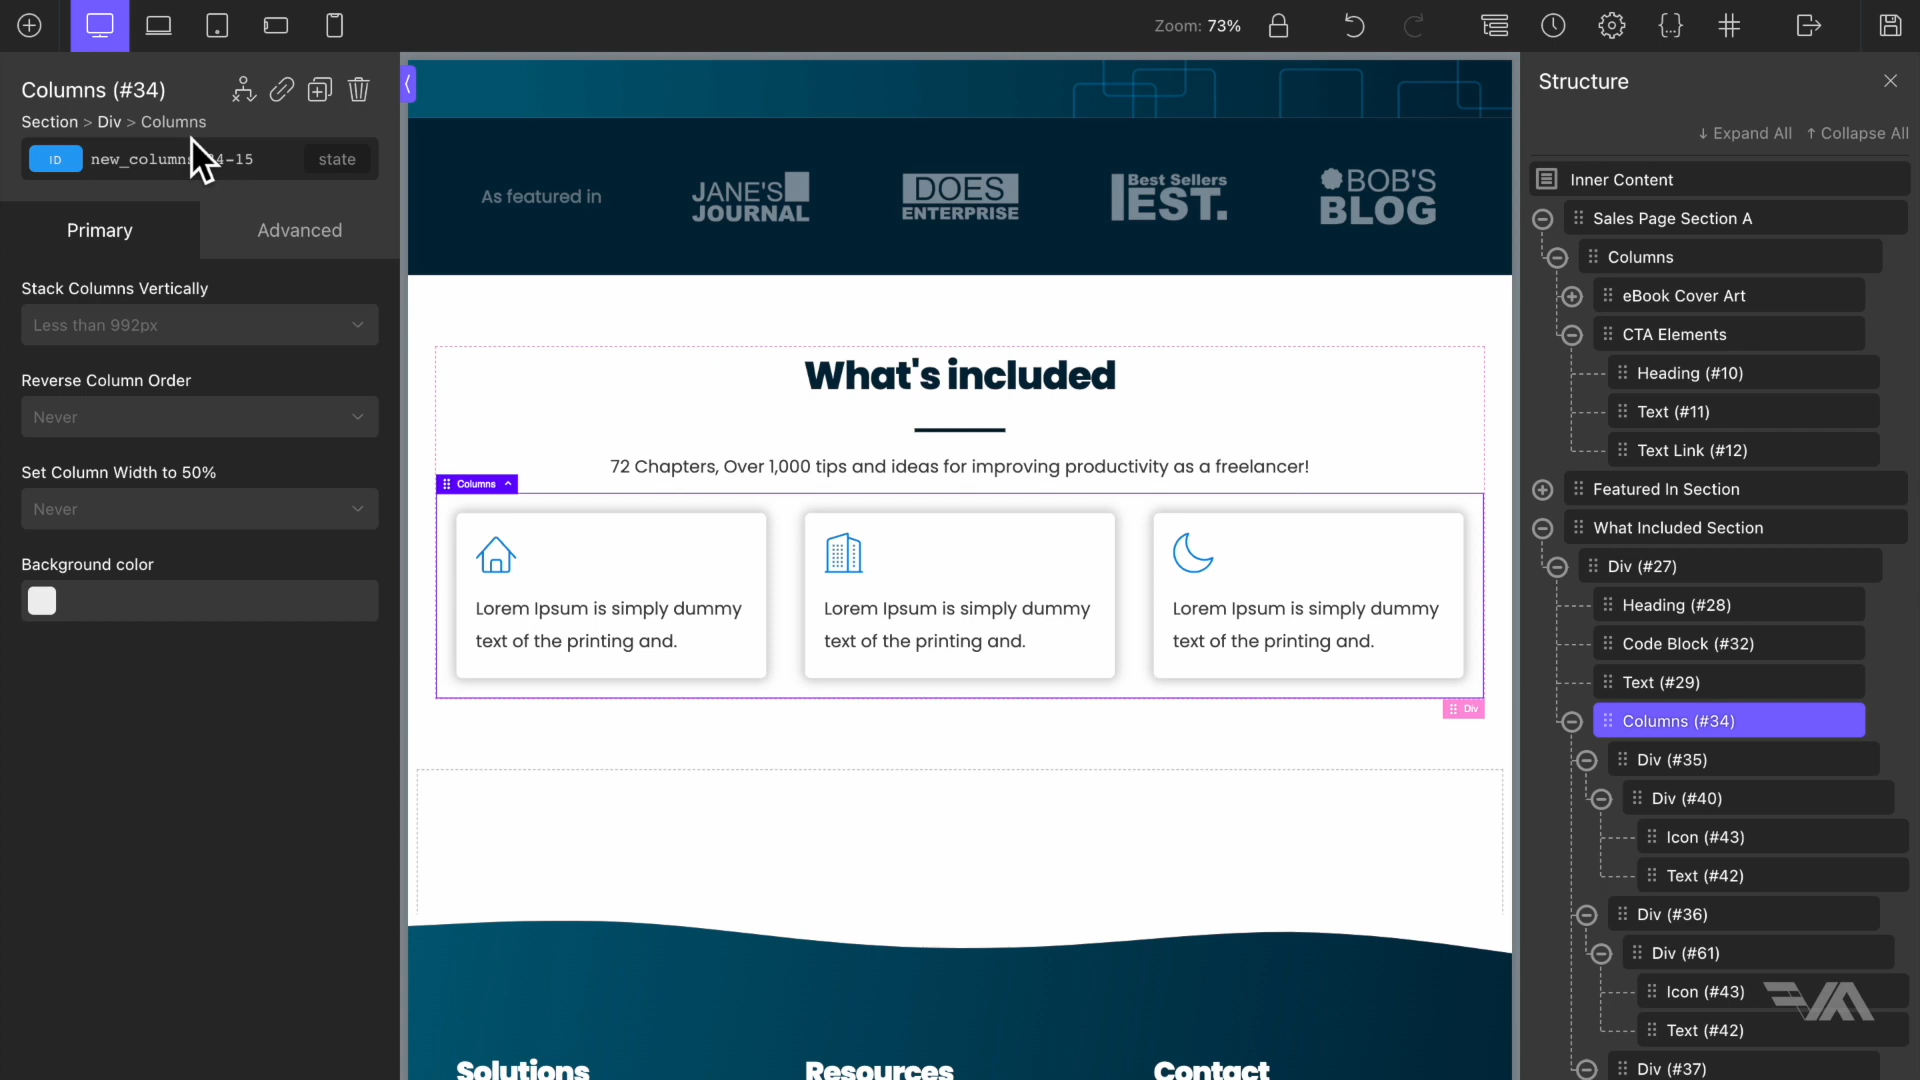 Zoom: 73%
Columns (#34)
Section > Div > Columns
ID
state
Primary
Advanced
Stack Columns Vertically
Less than 992px
Reverse Column Order
Never
Set Column Width to 50%
Never
Background color
As featured in
JANE'S
JOURNAL
DOES
ENTERPRISE
Best Sellers
EST.
BOB'S
BLOG
What's included
72 Chapters, Over 1,000 tips and ideas for improving productivity as a freelancer!
Columns
Lorem Ipsum is simply dummy
text of the printing and.
Lorem Ipsum is simply dummy
text of the printing and.
Lorem Ipsum is simply dummy
text of the printing and.
Div
Solutions
Resources
Contact
Structure
↓ Expand All
↑ Collapse All
Inner Content
Sales Page Section A
Columns
eBook Cover Art
CTA Elements
Heading (#10)
Text (#11)
Text Link (#12)
Featured In Section
What Included Section
Div (#27)
Heading (#28)
Code Block (#32)
Text (#29)
Columns (#34)
Div (#35)
Div (#40)
Icon (#43)
Text (#42)
Div (#36)
Div (#61)
Icon (#43)
Text (#42)
Div (#37)